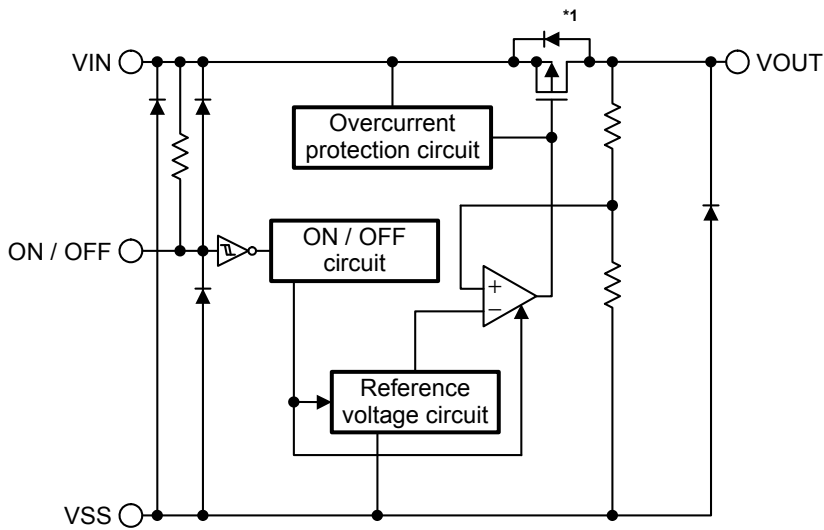 *1
VIN
VOUT
Overcurrent
protection circuit
ON / OFF
ON / OFF
circuit
+
−
Reference
voltage circuit
VSS